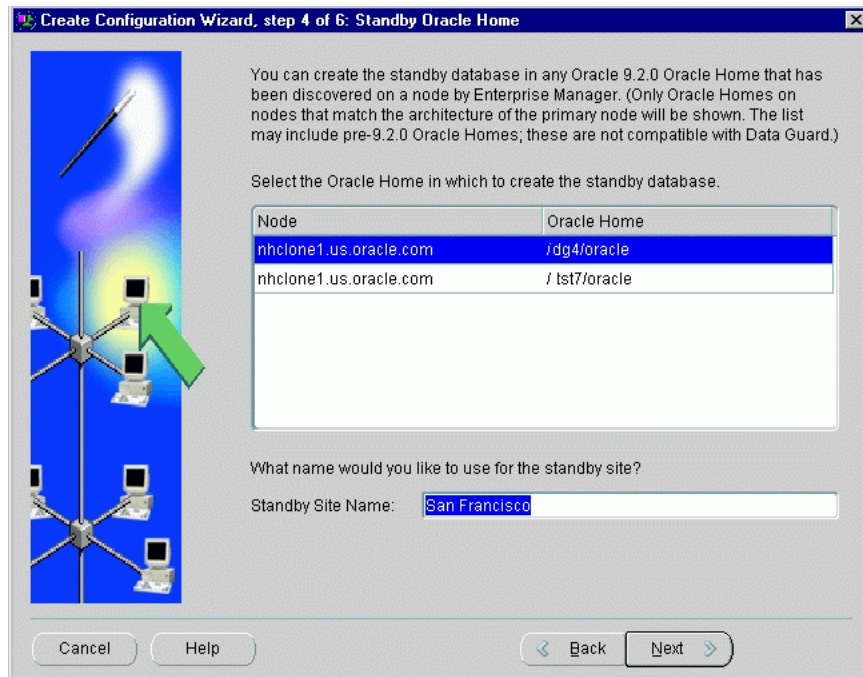 Create Configuration Wizard, step 4 of 6: Standby Oracle Home
You can create the standby database in any Oracle 9.2.0 Oracle Home that has
been discovered on a node by Enterprise Manager. (Only Oracle Homes on
nodes that match the architecture of the primary node will be shown. The list
may include pre-9.2.0 Oracle Homes; these are not compatible with Data Guard.)
Select the Oracle Home in which to create the standby database.
Node Oracle Home
nhclone1.us.oracle.com /dg4/oracle
nhclone1.us.oracle.com / tst7/oracle
What name would you like to use for the standby site?
Standby Site Name: San Francisco
Cancel Help Back Next